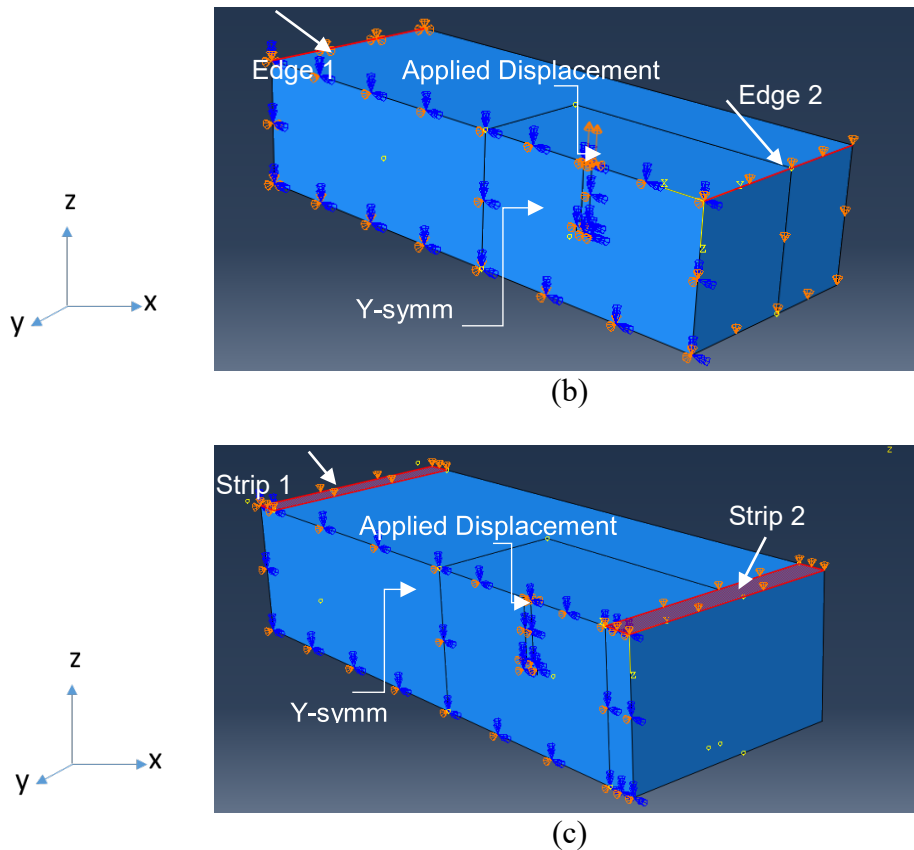 Edge 1
Applied Displacement
Edge 2
X
Y
Z
z
x
y
Y-symm
(b)
z
Strip 1
Applied Displacement
Strip 2
Y
z
z
x
y
Y-symm
(c)